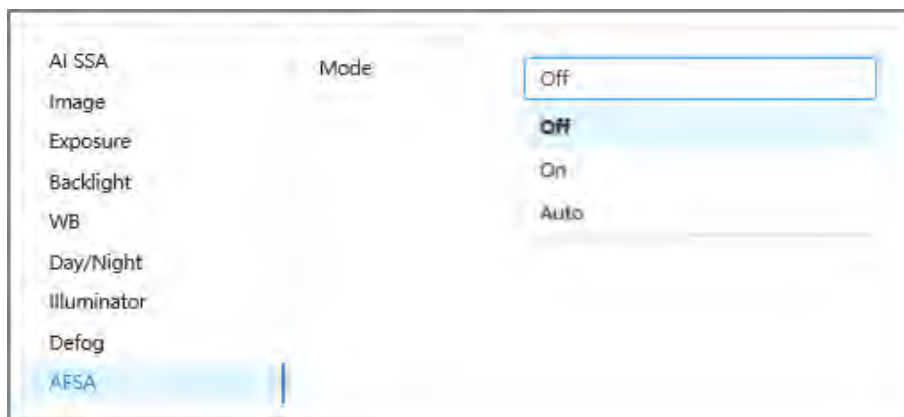 AI SSA
Image
Exposure
Backlight
WB
Day/Night
Illuminator
Defog
AFSA
Mode
Off
Off
On
Auto